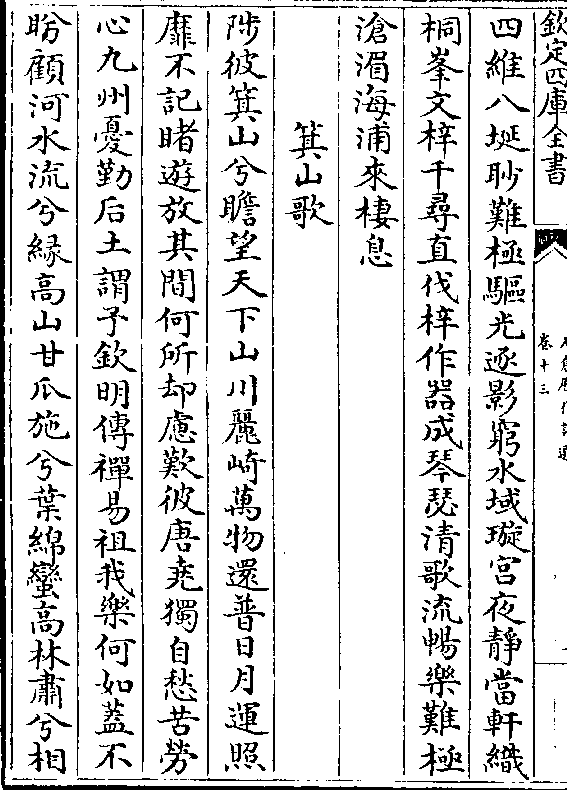 欽定四庫全書
卷十三
四維八埏眇難極驅光逐影窮水域璇宮夜靜當軒織
桐峯文梓千尋直伐梓作器成琴瑟清歌流暢樂難極
滄湄海浦來棲息
箕山歌
陟彼箕山兮瞻望天下山川麗崎萬物還普日月運照
靡不記睹遊放其間何所却慮歎彼唐堯獨自愁苦勞
心九州憂勤后土謂予欽明傳禪易祖我樂何如蓋不
盼顧河水流兮緣高山甘瓜施兮葉綿蠻高林肅兮相